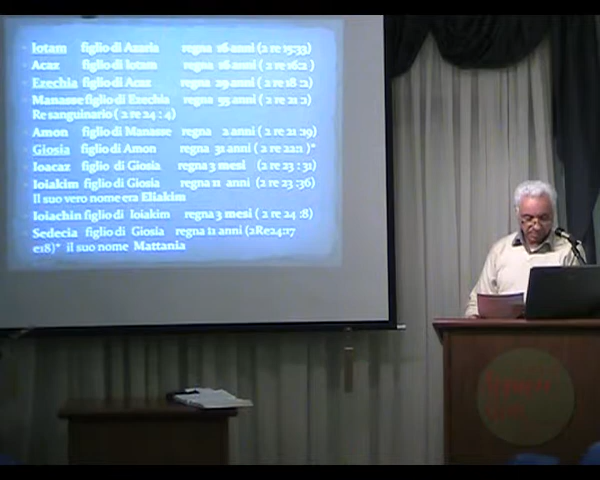 Iotam figlio di Azaria regna 16 anni (2 re 15:33)
Acaz figlio di Iotam regna 16 anni (2 re 16:2 )
Ezechia figlio di Acaz regna 29 anni (2 re 18 :2)
Manasse figlio di Ezechia regna 55 anni (2 re 21 :2)
Re sanguinario ( 2 re 24 : 4)
Amon figlio di Manasse regna 2 anni ( 2 re 21 :19)
Giosia figlio di Amon regna 31 anni ( 2 re 22:1 )*
Ioacaz figlio di Giosia regna 3 mesi (2 re 23 : 31)
Ioiakim figlio di Giosia regna 11 anni (2 re 23 :36)
Il suo vero nome era Eliakim
Ioiachin figlio di Ioiakim regna 3 mesi ( 2 re 24 :8)
Sedecia figlio di Giosia regna 11 anni (2Re24:17
e18)* il suo nome Mattania